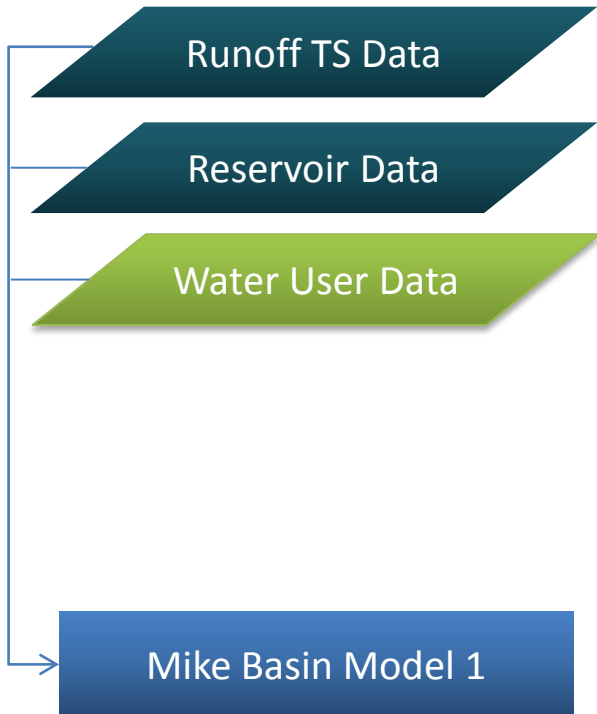 Runoff TS Data
Reservoir Data
Water User Data
Mike Basin Model 1